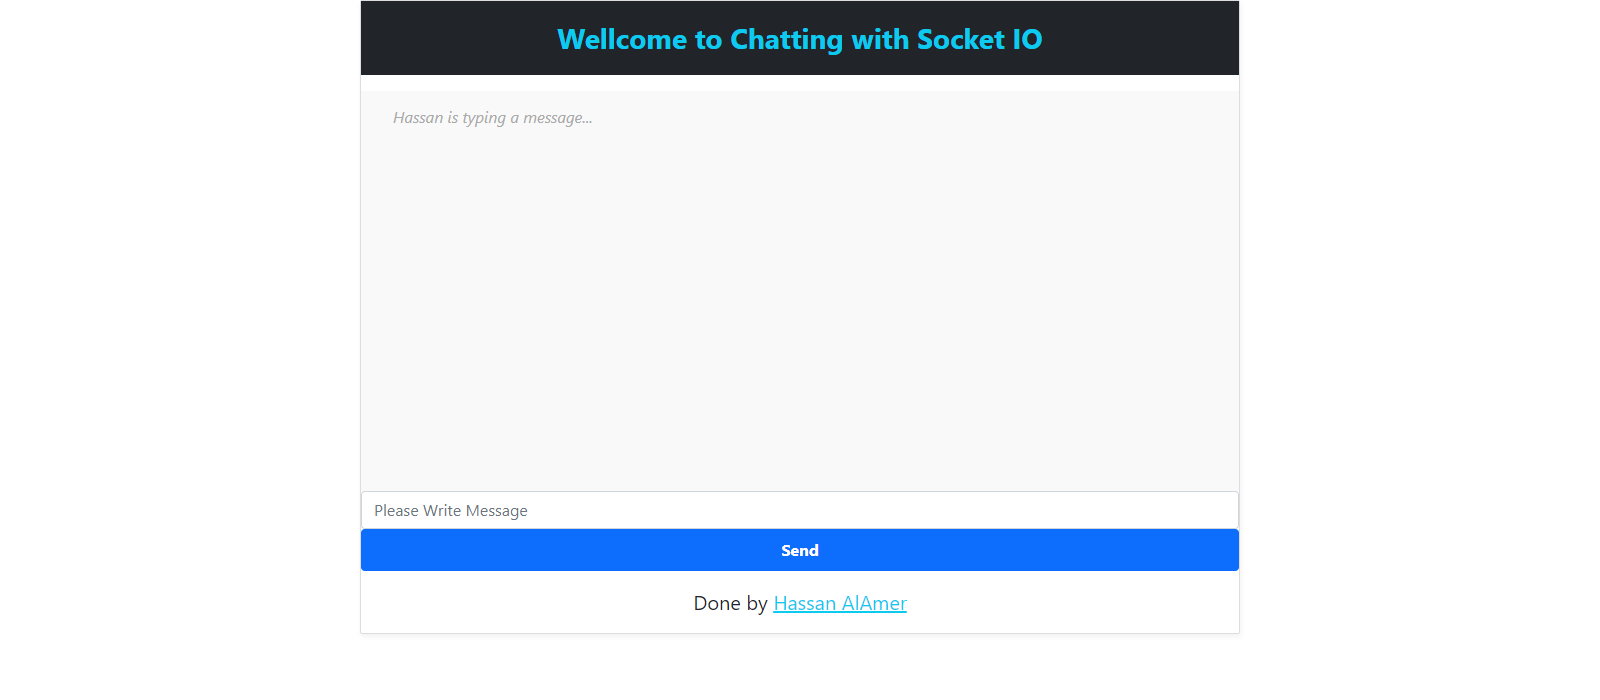 Wellcome to Chatting with Socket IO
Hassan is typing a message...
Please Write Message
Send
Done by Hassan AlAmer